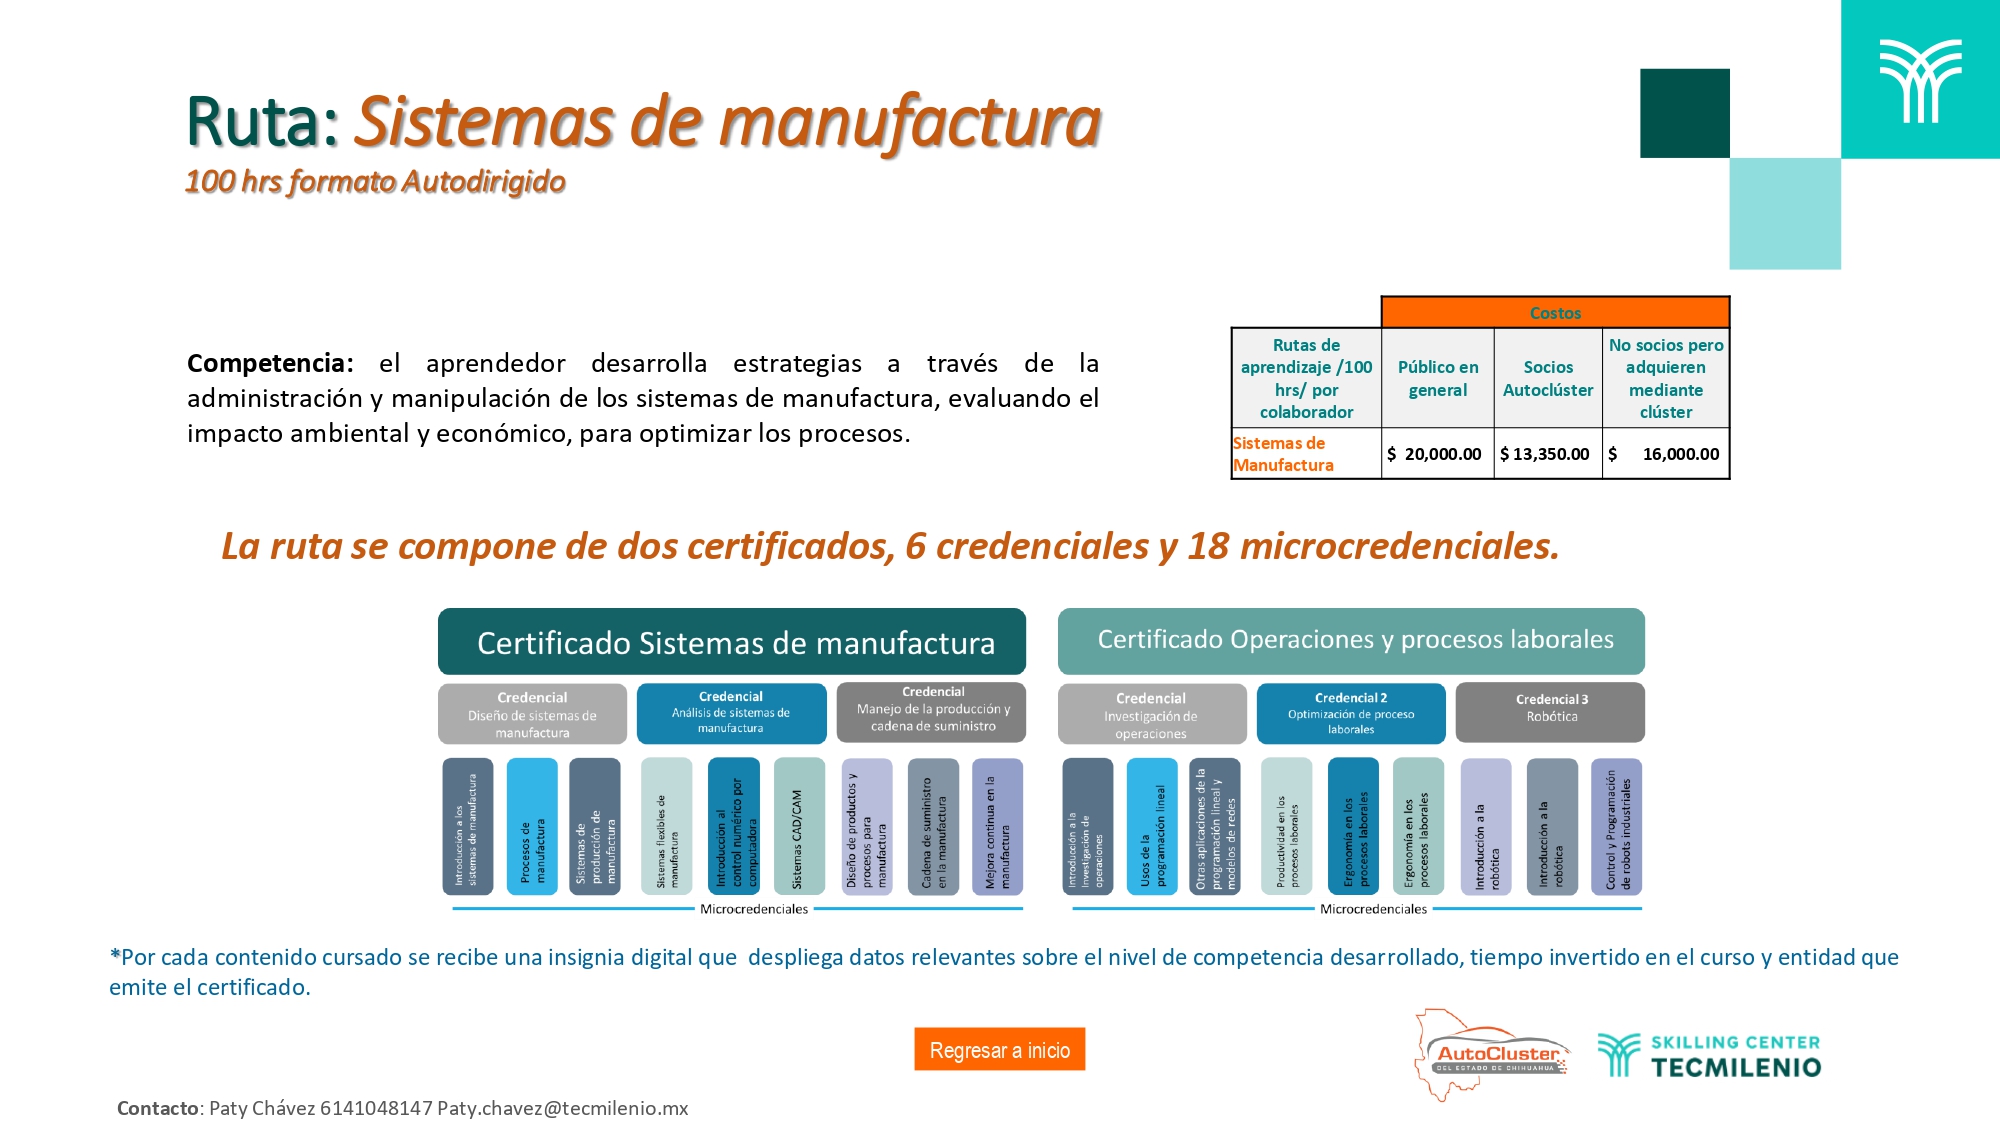 Ruta: Sistemas de manufactura
100 hrs formato Autodirigido
Competencia: el aprendedor desarrolla estrategias a través de la
administración y manipulación de los sistemas de manufactura, evaluando el
impacto ambiental y económico, para optimizar los procesos.
Costos
Rutas de
aprendizaje /100
hrs/ por
colaborador
Público en
general
Socios
Autoclúster
No socios pero
adquieren
mediante
clúster
Sistemas de
Manufactura
$ 20,000.00
$ 13,350.00
$ 16,000.00
La ruta se compone de dos certificados, 6 credenciales y 18 microcredenciales.
Certificado Sistemas de manufactura
Credencial
Diseño de sistemas de
manufactura
Credencial
Análisis de sistemas de
manufactura
Credencial
Manejo de la producción y
cadena de suministro
Introducción a los
sistemas de manufactura
Procesos de
manufactura
Sistemas de
producción de
manufactura
Sistemas flexibles de
manufactura
Introducción al
control numérico por
computadora
Sistemas CAD/CAM
Diseño de productos y
procesos para
manufactura
Cadena de suministro
en la manufactura
Mejora continua en la
manufactura
Microcredenciales
Certificado Operaciones y procesos laborales
Credencial
Investigación de
operaciones
Credencial 2
Optimización de proceso
laborales
Credencial 3
Robótica
Introducción a la
Investigación de
operaciones
Usos de la
programación lineal
Otras aplicaciones de la
programación lineal y
modelos de redes
Productividad en los
procesos laborales
Ergonomía en los
procesos laborales
Ergonomía en los
procesos laborales
Introducción a la
robótica
Introducción a la
robótica
Control y Programación
de robots industriales
Microcredenciales
*Por cada contenido cursado se recibe una insignia digital que despliega datos relevantes sobre el nivel de competencia desarrollado, tiempo invertido en el curso y entidad que
emite el certificado.
Regresar a inicio
AutoCluster
DEL ESTADO DE CHIHUAHUA
SKILLING CENTER
TECMILENIO
Contacto: Paty Chávez 6141048147 Paty.chavez@tecmilenio.mx